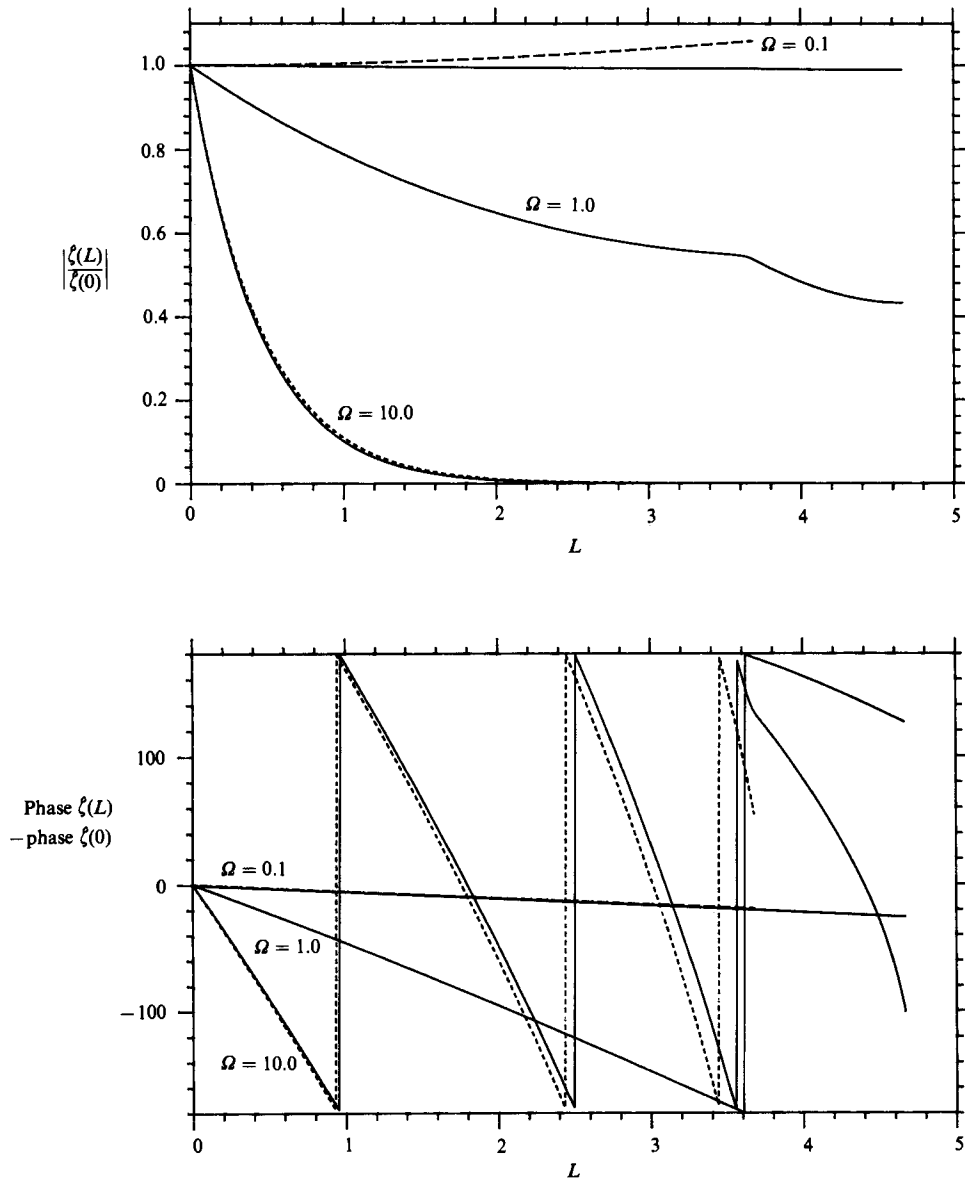 Ω = 0.1
1.0
0.8
Ω = 1.0
0.6
|ζ̂(L)/ζ̂(0)|
0.4
0.2
Ω = 10.0
0
0 1 2 3 4 5
L
100
Phase ζ̂(L)
−phase ζ̂(0)
Ω = 0.1
0
Ω = 1.0
−100
Ω = 10.0
0 1 2 3 4 5
L